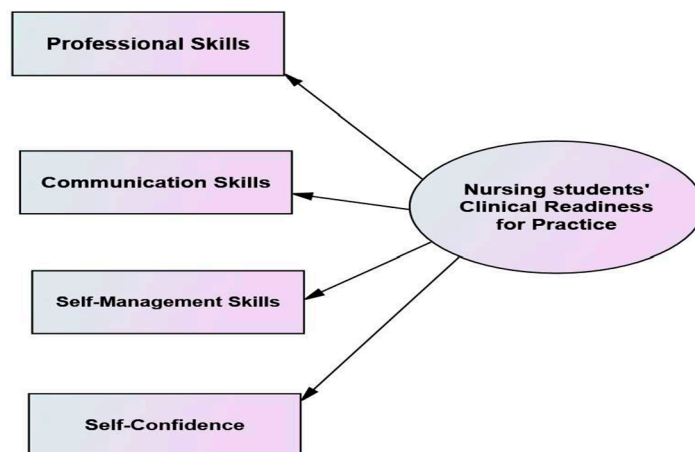 Professional Skills
Communication Skills
Nursing students'
Clinical Readiness
for Practice
Self-Management Skills
Self-Confidence